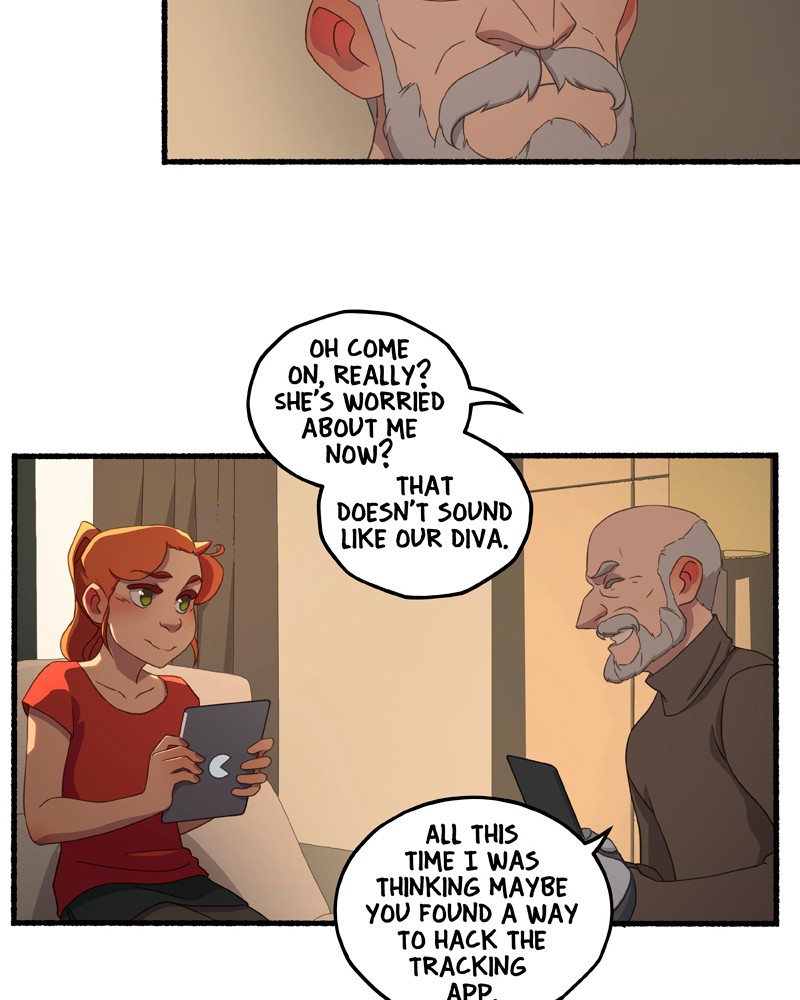 OH COME
ON, REALLY?
SHE'S WORRIED
ABOUT ME
NOW?
THAT
DOESN'T SOUND
LIKE OUR DIVA.
ALL THIS
TIME I WAS
THINKING MAYBE
YOU FOUND A WAY
TO HACK THE
TRACKING
APP.